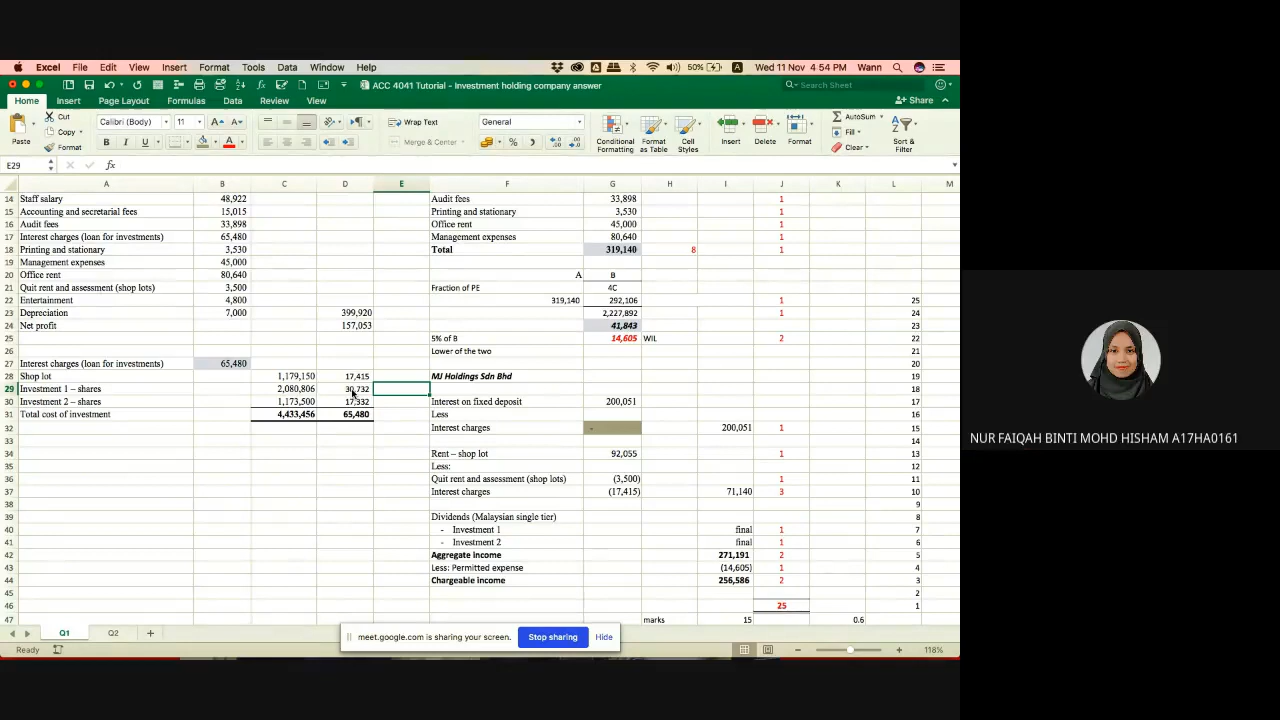 Excel File Edit View Insert Format Tools Data Window Help 50% A Wed 11 Nov 4:54 PM Wann
ACC 4041 Tutorial - Investment holding company answer
Search Sheet
Home Insert Page Layout Formulas Data Review View Share
Paste Cut Copy Format
Calibri (Body) 11 A A
B I U
Wrap Text
Merge & Center
General
Conditional Formatting Format as Table Cell Styles Insert Delete Format
AutoSum Fill Clear Sort & Filter
E29 fx
A B C D E F G H I J K L M
14 Staff salary 48,922 Audit fees 33,898 1
15 Accounting and secretarial fees 15,015 Printing and stationary 3,530 1
16 Audit fees 33,898 Office rent 45,000 1
17 Interest charges (loan for investments) 65,480 Management expenses 80,640 1
18 Printing and stationary 3,530 Total 319,140 8 1
19 Management expenses 45,000
20 Office rent 80,640 A B
21 Quit rent and assessment (shop lots) 3,500 Fraction of PE 4C
22 Entertainment 4,800 319,140 292,106 1 25
23 Depreciation 7,000 399,920 2,227,892 1 24
24 Net profit 157,053 41,843 23
25 5% of B 14,605 WIL 2 22
26 Lower of the two 21
27 Interest charges (loan for investments) 65,480 20
28 Shop lot 1,179,150 17,415 MJ Holdings Sdn Bhd 19
29 Investment 1 – shares 2,080,806 30,732 18
30 Investment 2 – shares 1,173,500 17,332 Interest on fixed deposit 200,051 17
31 Total cost of investment 4,433,456 65,480 Less 16
32 Interest charges - 200,051 1 15
33 14
34 Rent – shop lot 92,055 1 13
35 Less: 12
36 Quit rent and assessment (shop lots) (3,500) 1 11
37 Interest charges (17,415) 71,140 3 10
38 9
39 Dividends (Malaysian single tier) 8
40 - Investment 1 final 1 7
41 - Investment 2 final 1 6
42 Aggregate income 271,191 2 5
43 Less: Permitted expense (14,605) 1 4
44 Chargeable income 256,586 2 3
45 2
46 25 1
47 marks 15 0.6
Q1 Q2 +
meet.google.com is sharing your screen. Stop sharing Hide
Ready 118%
NUR FAIQAH BINTI MOHD HISHAM A17HA0161